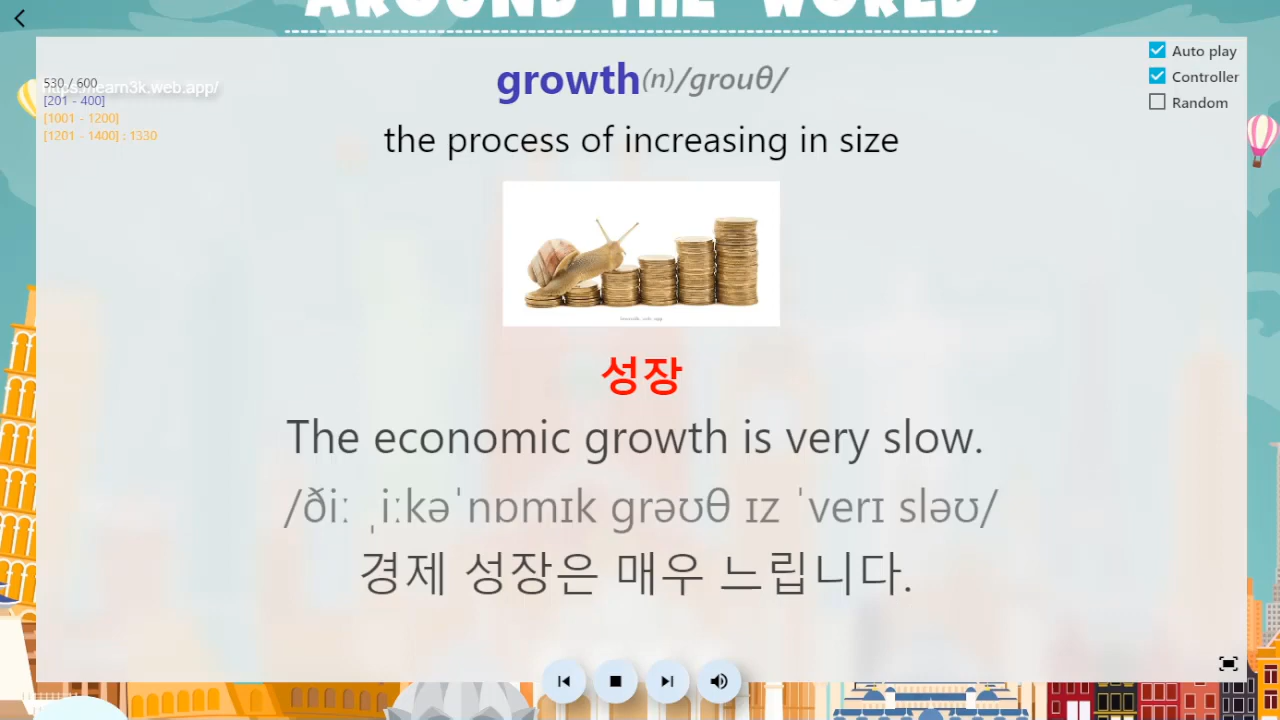 AROUND THE WORLD
530 / 600
https://learn3k.web.app/
[201 - 400]
[1001 - 1200]
[1201 - 1400] : 1330
Auto play
Controller
Random
growth(n)/grouθ/
the process of increasing in size
성장
The economic growth is very slow.
/ðiː ˌiːkəˈnɒmɪk grəʊθ ɪz ˈverɪ sləʊ/
경제 성장은 매우 느립니다.